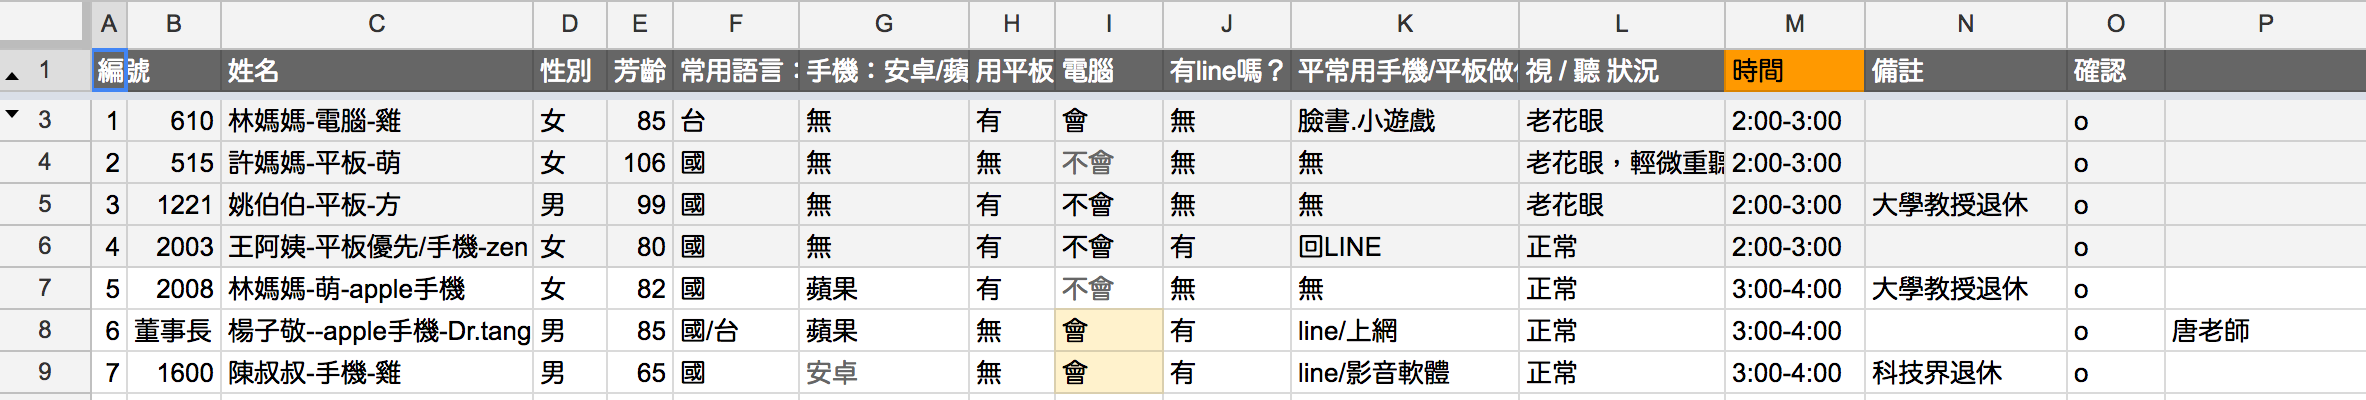 A B C D E F G H I J K L M N O P
1 編號 姓名 性別 芳齡 常用語言： 手機：安卓/蘋 用平板 電腦 有line嗎？ 平常用手機/平板做 視 / 聽 狀況 時間 備註 確認
3 1 610 林媽媽-電腦-雞 女 85 台 無 有 會 無 臉書.小遊戲 老花眼 2:00-3:00 o
4 2 515 許媽媽-平板-萌 女 106 國 無 無 不會 無 無 老花眼，輕微重聽 2:00-3:00 o
5 3 1221 姚伯伯-平板-方 男 99 國 無 有 不會 無 無 老花眼 2:00-3:00 大學教授退休 o
6 4 2003 王阿姨-平板優先/手機-zen 女 80 國 無 有 不會 有 回LINE 正常 2:00-3:00 o
7 5 2008 林媽媽-萌-apple手機 女 82 國 蘋果 有 不會 無 無 正常 3:00-4:00 大學教授退休 o
8 6 董事長 楊子敬--apple手機-Dr.tang 男 85 國/台 蘋果 無 會 有 line/上網 正常 3:00-4:00 o 唐老師
9 7 1600 陳叔叔-手機-雞 男 65 國 安卓 無 會 有 line/影音軟體 正常 3:00-4:00 科技界退休 o